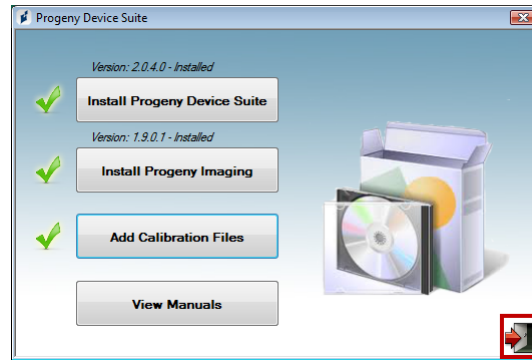 Progeny Device Suite
Version: 2.0.4.0 - Installed
Install Progeny Device Suite
Version: 1.9.0.1 - Installed
Install Progeny Imaging
Add Calibration Files
View Manuals